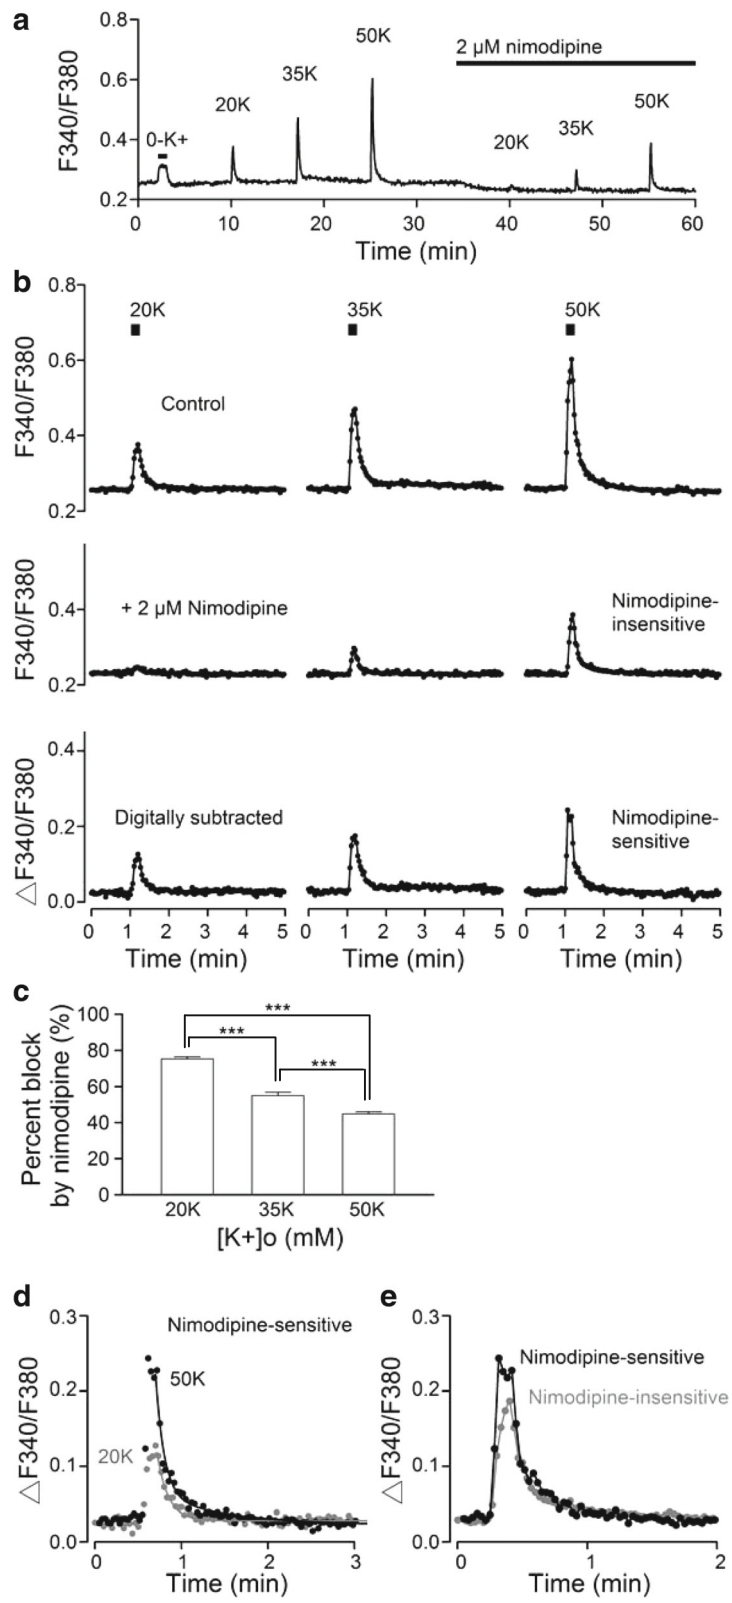 a
0.8
0.6
0.4
0.2
F340/F380
0-K+
20K
35K
50K
2 µM nimodipine
20K
35K
50K
0 10 20 30 40 50 60
Time (min)
b
0.8
0.6
0.4
0.2
F340/F380
20K
35K
50K
Control
F340/F380
0.4
0.2
+ 2 µM Nimodipine
Nimodipine-
insensitive
△F340/F380
0.4
0.2
0.0
Digitally subtracted
Nimodipine-
sensitive
0 1 2 3 4 5
0 1 2 3 4 5
0 1 2 3 4 5
Time (min)
Time (min)
Time (min)
c
Percent block
by nimodipine (%)
100
80
60
40
20
0
***
***
***
20K
35K
50K
[K+]o (mM)
d
△F340/F380
0.3
0.2
0.1
0.0
Nimodipine-sensitive
50K
20K
0 1 2 3
Time (min)
e
△F340/F380
0.3
0.2
0.1
0.0
Nimodipine-sensitive
Nimodipine-insensitive
0 1 2
Time (min)